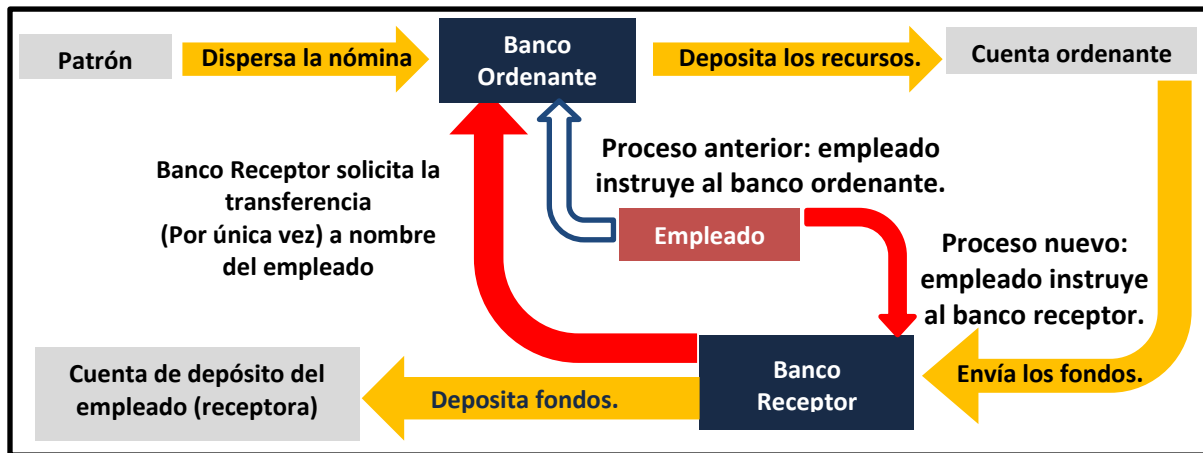 Patrón
Dispersa la nómina
Banco
Ordenante
Deposita los recursos.
Cuenta ordenante
Banco Receptor solicita la
transferencia
(Por única vez) a nombre
del empleado
Proceso anterior: empleado
instruye al banco ordenante.
Empleado
Proceso nuevo:
empleado instruye
al banco receptor.
Cuenta de depósito del
empleado (receptora)
Deposita fondos.
Banco
Receptor
Envía los fondos.